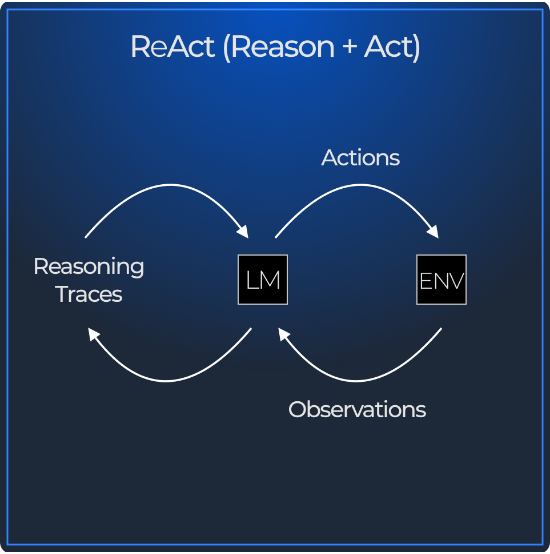 ReAct (Reason + Act)
Actions
Reasoning
Traces
LM
ENV
Observations